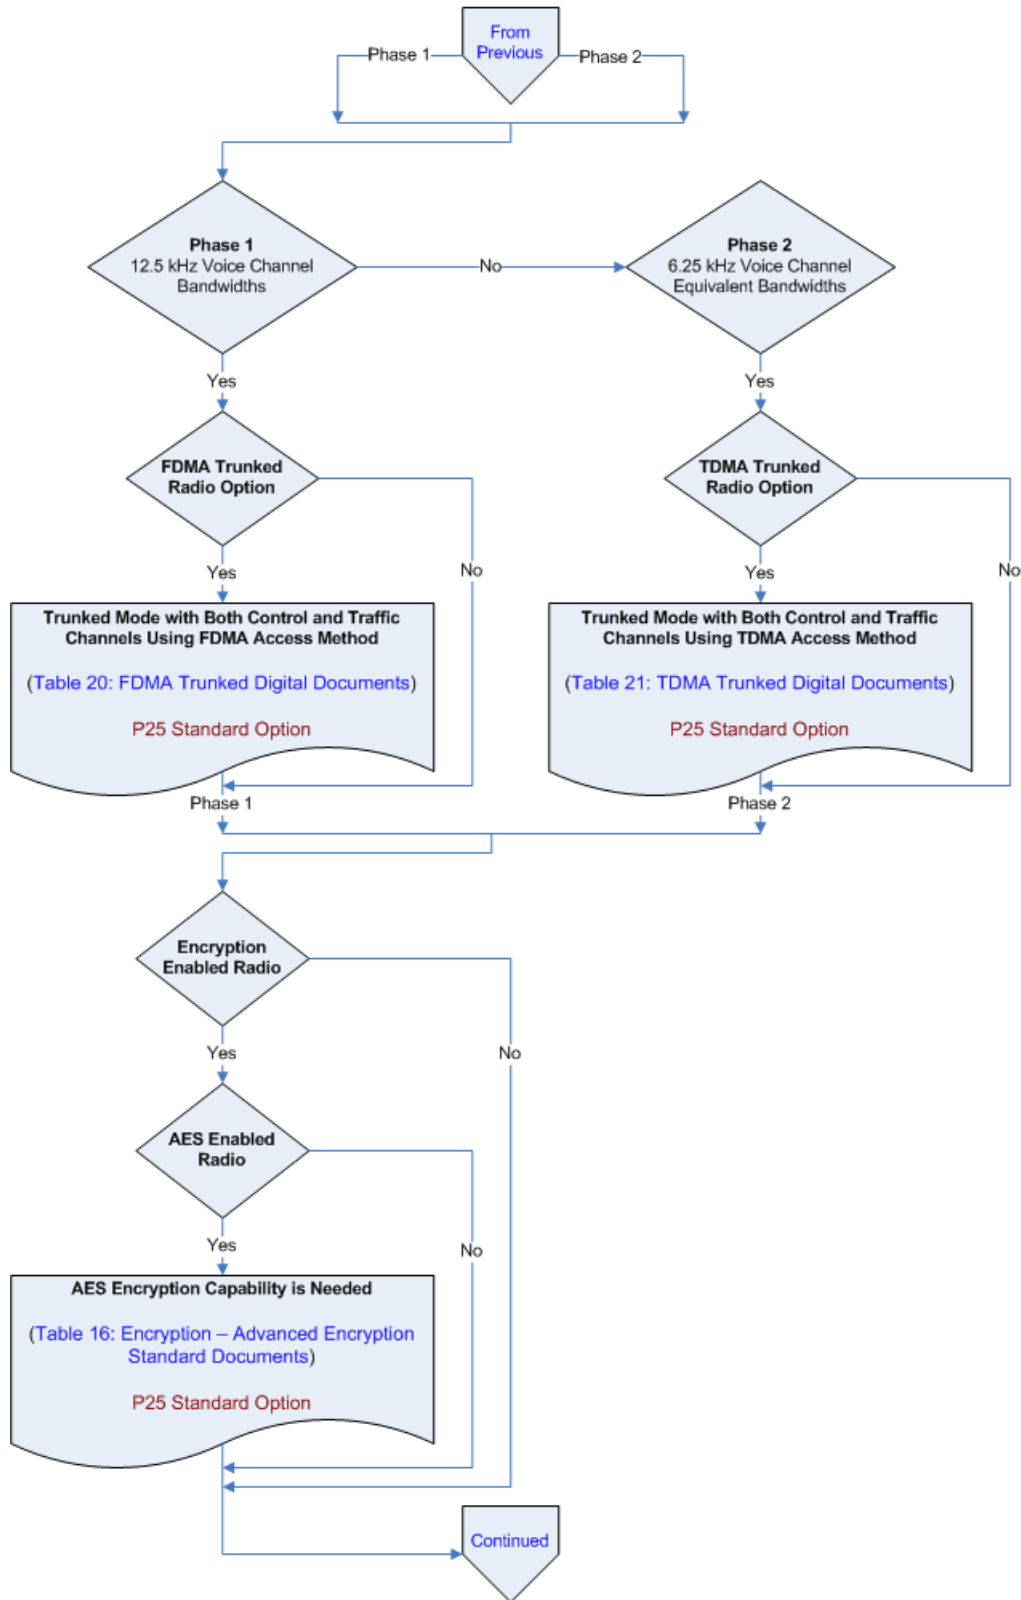 From
Previous
Phase 1
Phase 2
Phase 1
12.5 kHz Voice Channel
Bandwidths
No
Phase 2
6.25 kHz Voice Channel
Equivalent Bandwidths
Yes
Yes
FDMA Trunked
Radio Option
TDMA Trunked
Radio Option
Yes
No
Yes
No
Trunked Mode with Both Control and Traffic
Channels Using FDMA Access Method
(Table 20: FDMA Trunked Digital Documents)
P25 Standard Option
Trunked Mode with Both Control and Traffic
Channels Using TDMA Access Method
(Table 21: TDMA Trunked Digital Documents)
P25 Standard Option
Phase 1
Phase 2
Encryption
Enabled Radio
Yes
No
AES Enabled
Radio
Yes
No
AES Encryption Capability is Needed
(Table 16: Encryption – Advanced Encryption
Standard Documents)
P25 Standard Option
Continued